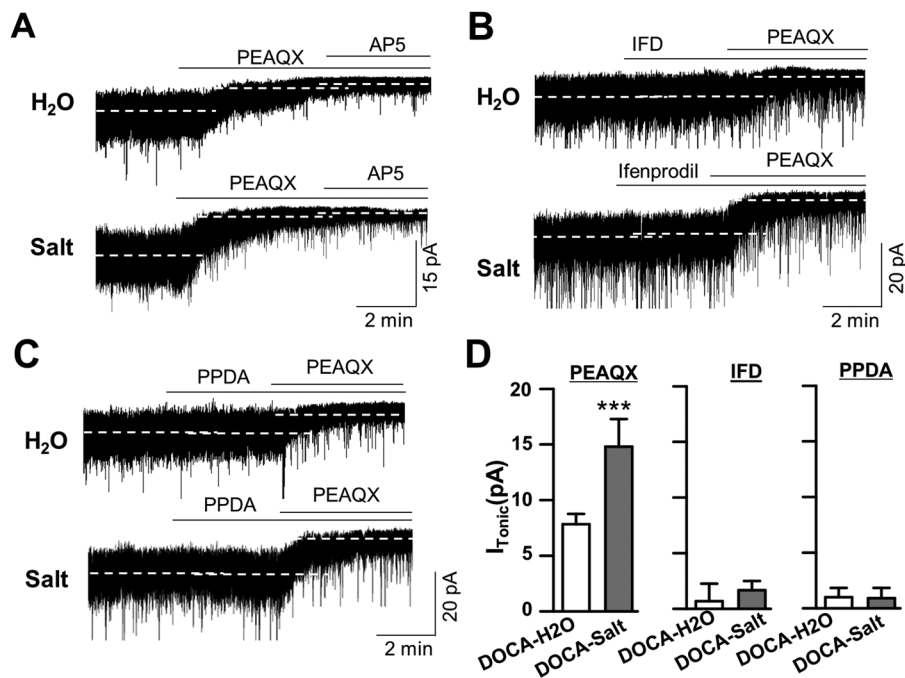 A
AP5
PEAQX
H2O
AP5
PEAQX
Salt
15 pA
2 min
B
PEAQX
IFD
H2O
PEAQX
Ifenprodil
Salt
20 pA
2 min
C
PEAQX
PPDA
H2O
PEAQX
PPDA
Salt
20 pA
2 min
D
PEAQX
IFD
PPDA
20
15
10
5
0
***
ITonic(pA)
DOCA-H2O
DOCA-Salt
DOCA-H2O
DOCA-Salt
DOCA-H2O
DOCA-Salt